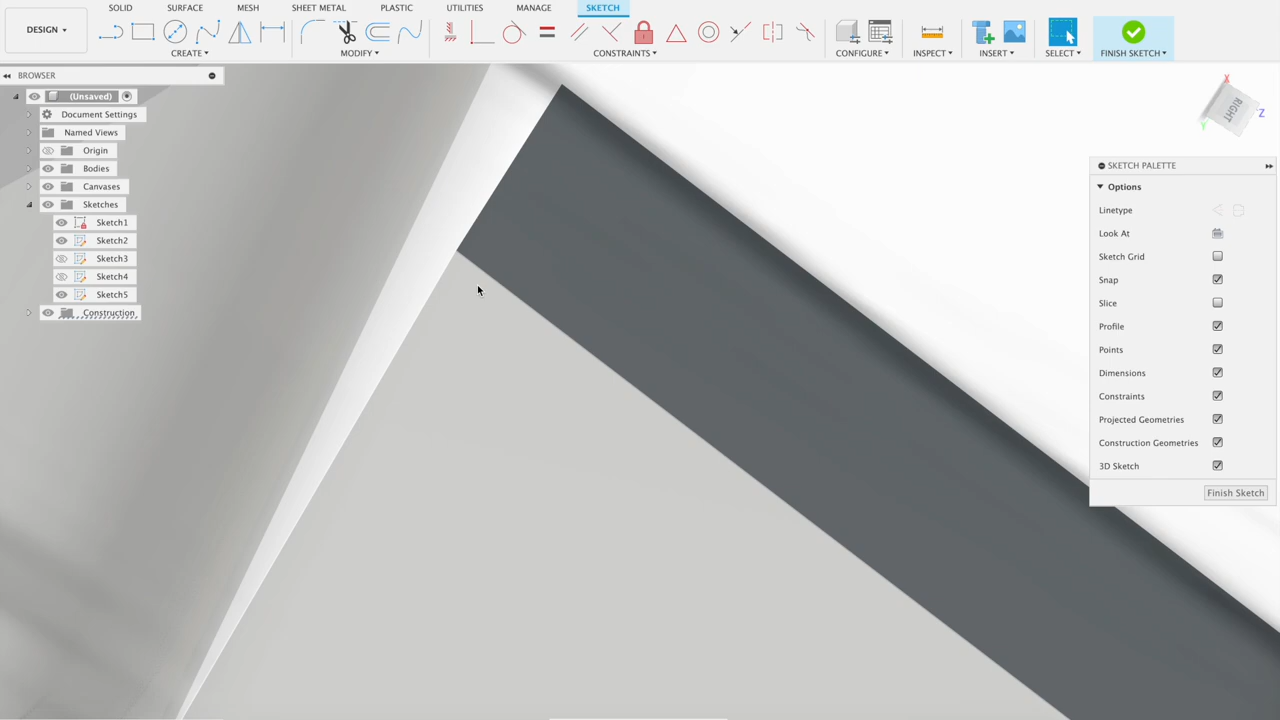 SOLID SURFACE MESH SHEET METAL PLASTIC UTILITIES MANAGE SKETCH
DESIGN
CREATE MODIFY CONSTRAINTS CONFIGURE INSPECT INSERT SELECT FINISH SKETCH
BROWSER
(Unsaved)
Document Settings
Named Views
Origin
Bodies
Canvases
Sketches
Sketch1
Sketch2
Sketch3
Sketch4
Sketch5
Construction
X
RIGHT
Z
Y
SKETCH PALETTE
Options
Linetype
Look At
Sketch Grid
Snap
Slice
Profile
Points
Dimensions
Constraints
Projected Geometries
Construction Geometries
3D Sketch
Finish Sketch